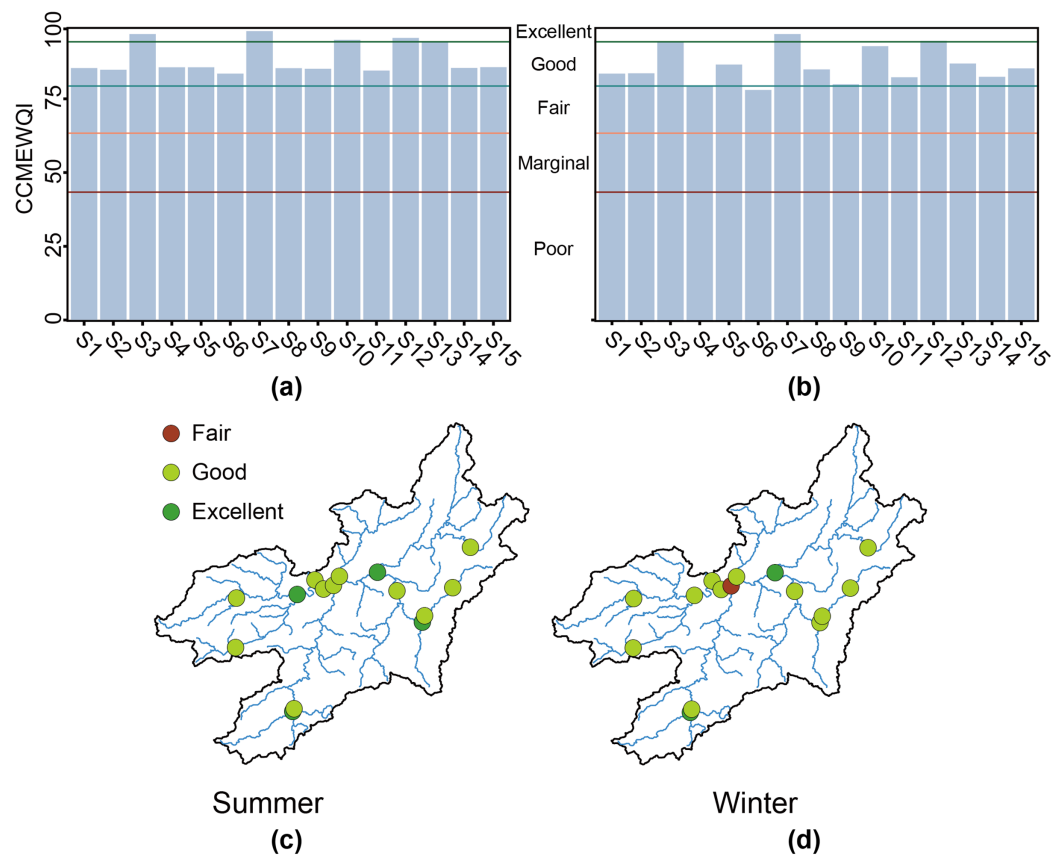 CCMEWQI
100
75
50
25
0
S1 S2 S3 S4 S5 S6 S7 S8 S9 S10 S11 S12 S13 S14 S15
(a)
Excellent
Good
Fair
Marginal
Poor
S1 S2 S3 S4 S5 S6 S7 S8 S9 S10 S11 S12 S13 S14 S15
(b)
Fair
Good
Excellent
Summer
(c)
Winter
(d)